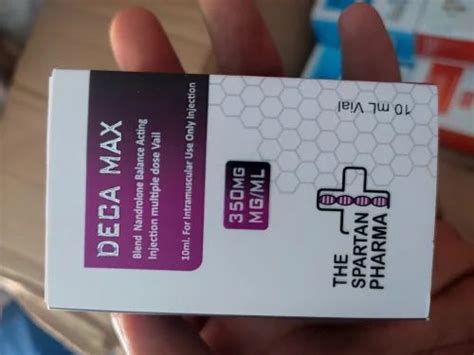 DECA MAX
Blend Nandrolone Balance Acting
Injection multiple dose Vail
10ml. For Intramuscular Use Only Injection
350MG
MG/ML
10 mL Vial
THE
SPARTAN
PHARMA